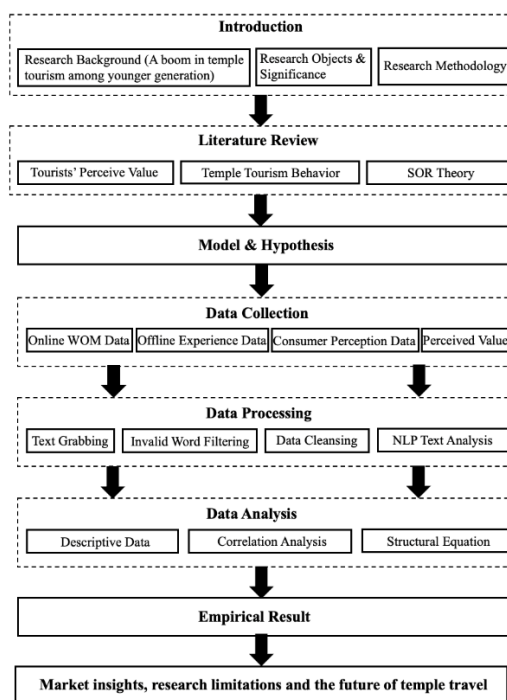 Introduction
Research Background (A boom in temple
tourism among younger generation)
Research Objects &
Significance
Research Methodology
Literature Review
Tourists' Perceive Value
Temple Tourism Behavior
SOR Theory
Model & Hypothesis
Data Collection
Online WOM Data
Offline Experience Data
Consumer Perception Data
Perceived Value
Data Processing
Text Grabbing
Invalid Word Filtering
Data Cleansing
NLP Text Analysis
Data Analysis
Descriptive Data
Correlation Analysis
Structural Equation
Empirical Result
Market insights, research limitations and the future of temple travel